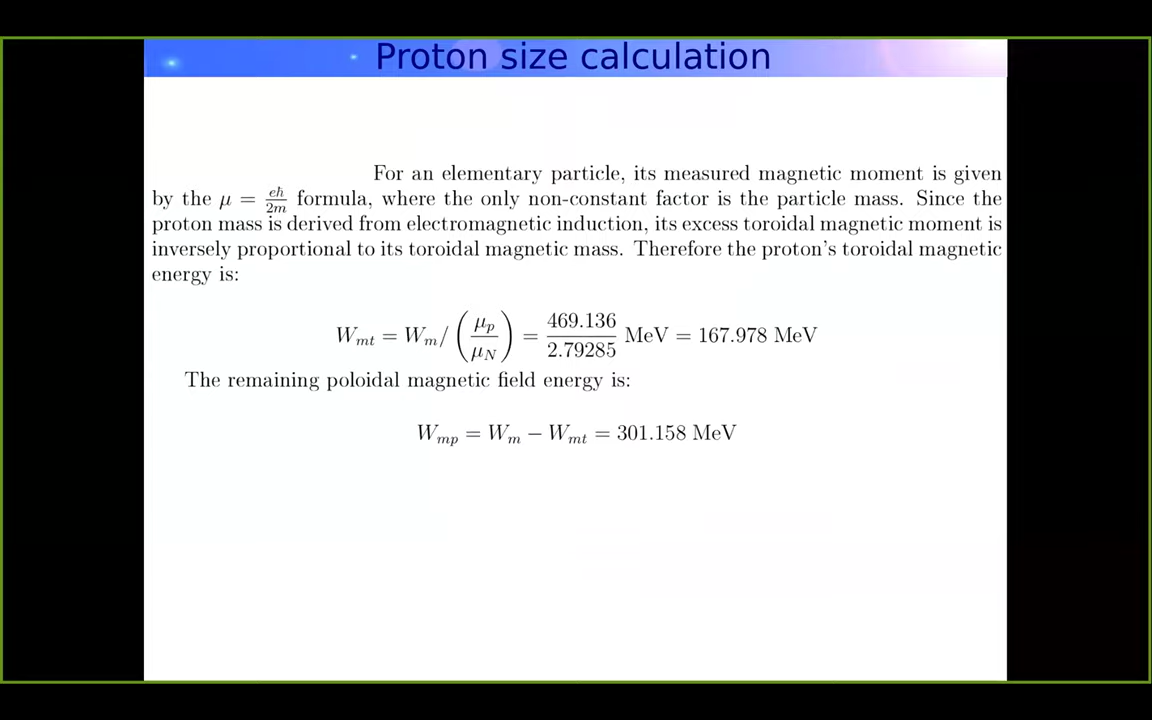 Proton size calculation
For an elementary particle, its measured magnetic moment is given
by the μ = eħ/2m formula, where the only non-constant factor is the particle mass. Since the
proton mass is derived from electromagnetic induction, its excess toroidal magnetic moment is
inversely proportional to its toroidal magnetic mass. Therefore the proton's toroidal magnetic
energy is:
W_mt = W_m/(μ_p/μ_N) = 469.136/2.79285 MeV = 167.978 MeV
The remaining poloidal magnetic field energy is:
W_mp = W_m − W_mt = 301.158 MeV